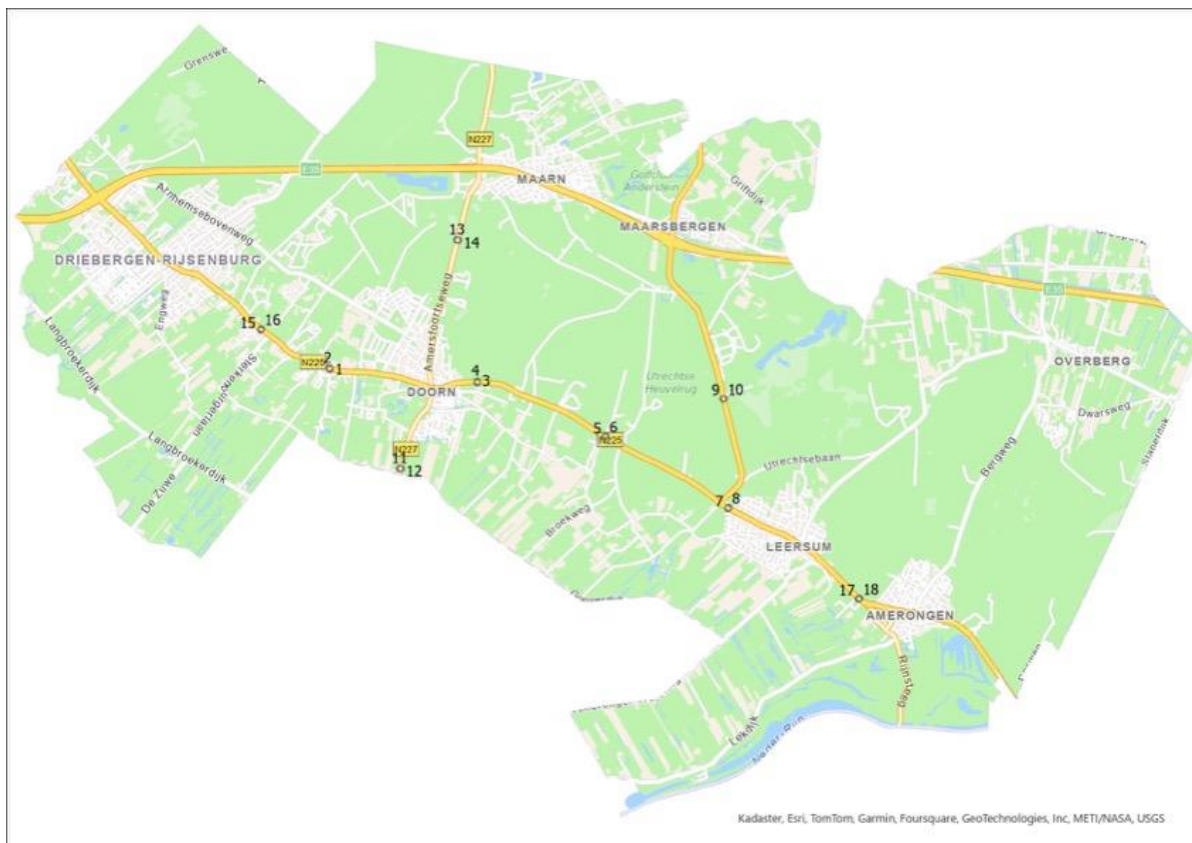 Grenswe
N227
E35
MAARN
Golfclub
Anderstein
Griftdijk
Arnhemsebovenweg
MAARSBERGEN
13
14
DRIEBERGEN-RIJSENBURG
E35
Engweg
Langbroekerdijk
15 16
Amersfoortseweg
OVERBERG
2
N225
1
4
3
DOORN
Utrechtse
Heuvelrug
9 10
Dwarsweg
Langbroekerdijk
De Zuwe
N227
11
12
5 6
N225
Utrechtsebaan
Bergweg
Broekweg
7 8
LEERSUM
17 18
AMERONGEN
Rijnsteeg
Lekdijk
Neder-Rijn
Kadaster, Esri, TomTom, Garmin, Foursquare, GeoTechnologies, Inc, METI/NASA, USGS